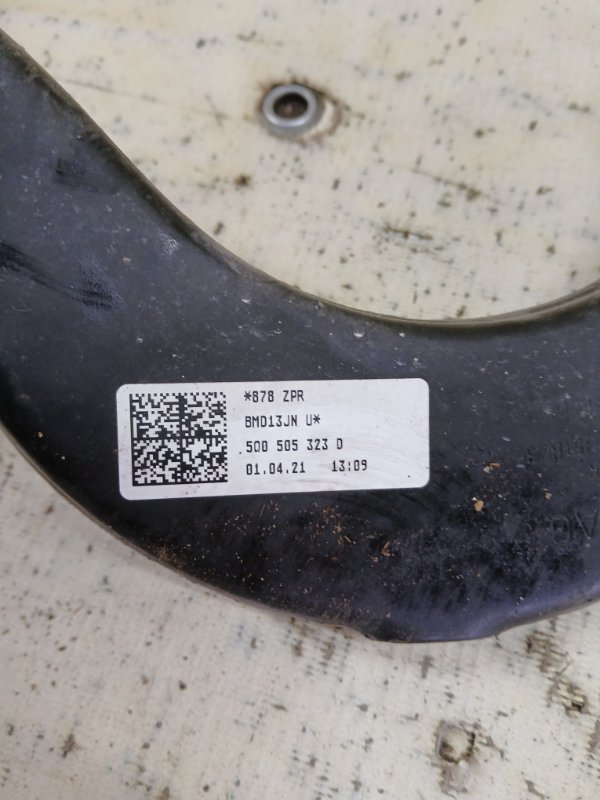 *878 ZPR
BMD13JN U*
5Q0 505 323 D
01.04.21 13:09